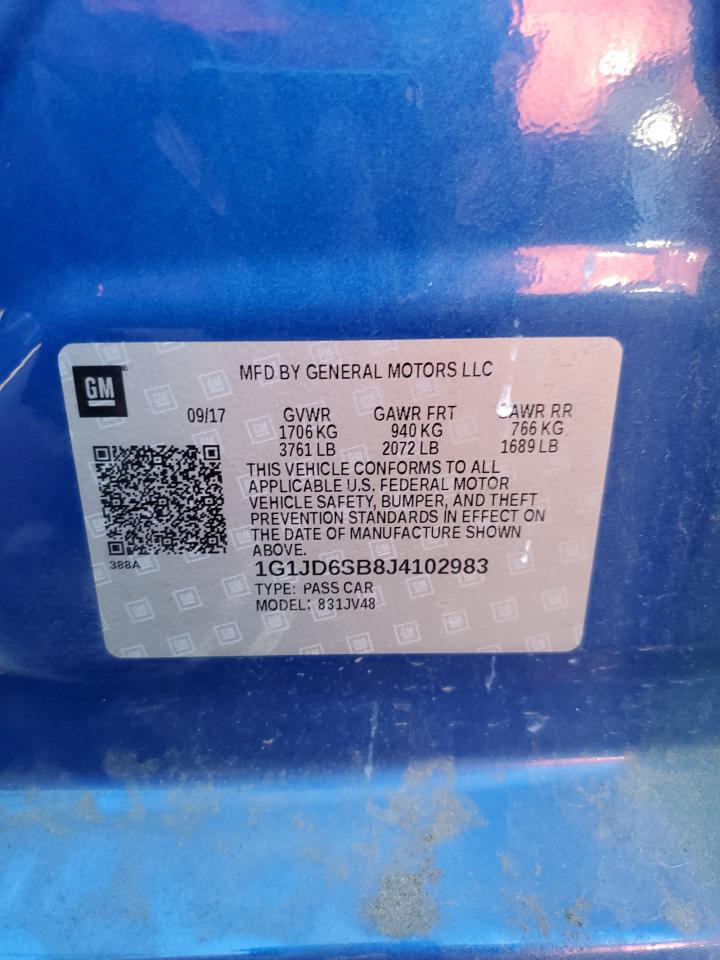 GM
MFD BY GENERAL MOTORS LLC
09/17 GVWR GAWR FRT GAWR RR
1706 KG 940 KG 766 KG
3761 LB 2072 LB 1689 LB
THIS VEHICLE CONFORMS TO ALL
APPLICABLE U.S. FEDERAL MOTOR
VEHICLE SAFETY, BUMPER, AND THEFT
PREVENTION STANDARDS IN EFFECT ON
THE DATE OF MANUFACTURE SHOWN
ABOVE.
388A
1G1JD6SB8J4102983
TYPE: PASS CAR
MODEL: 831JV48